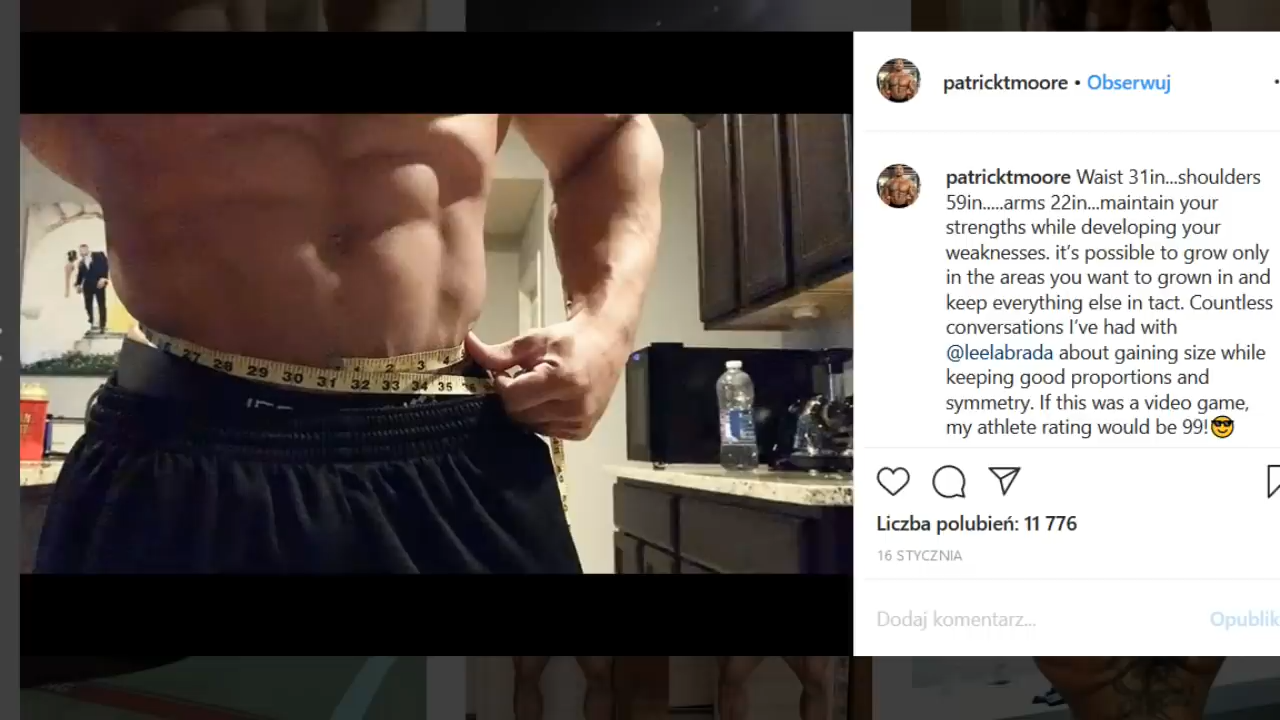 patricktmoore • Obserwuj
patricktmoore Waist 31in...shoulders
59in.....arms 22in...maintain your
strengths while developing your
weaknesses. it’s possible to grow only
in the areas you want to grown in and
keep everything else in tact. Countless
conversations I’ve had with
@leelabrada about gaining size while
keeping good proportions and
symmetry. If this was a video game,
my athlete rating would be 99!😎
Liczba polubień: 11 776
16 STYCZNIA
Dodaj komentarz...
Opublik
27 28 29 30 31 32 33 34 35
2 3 4